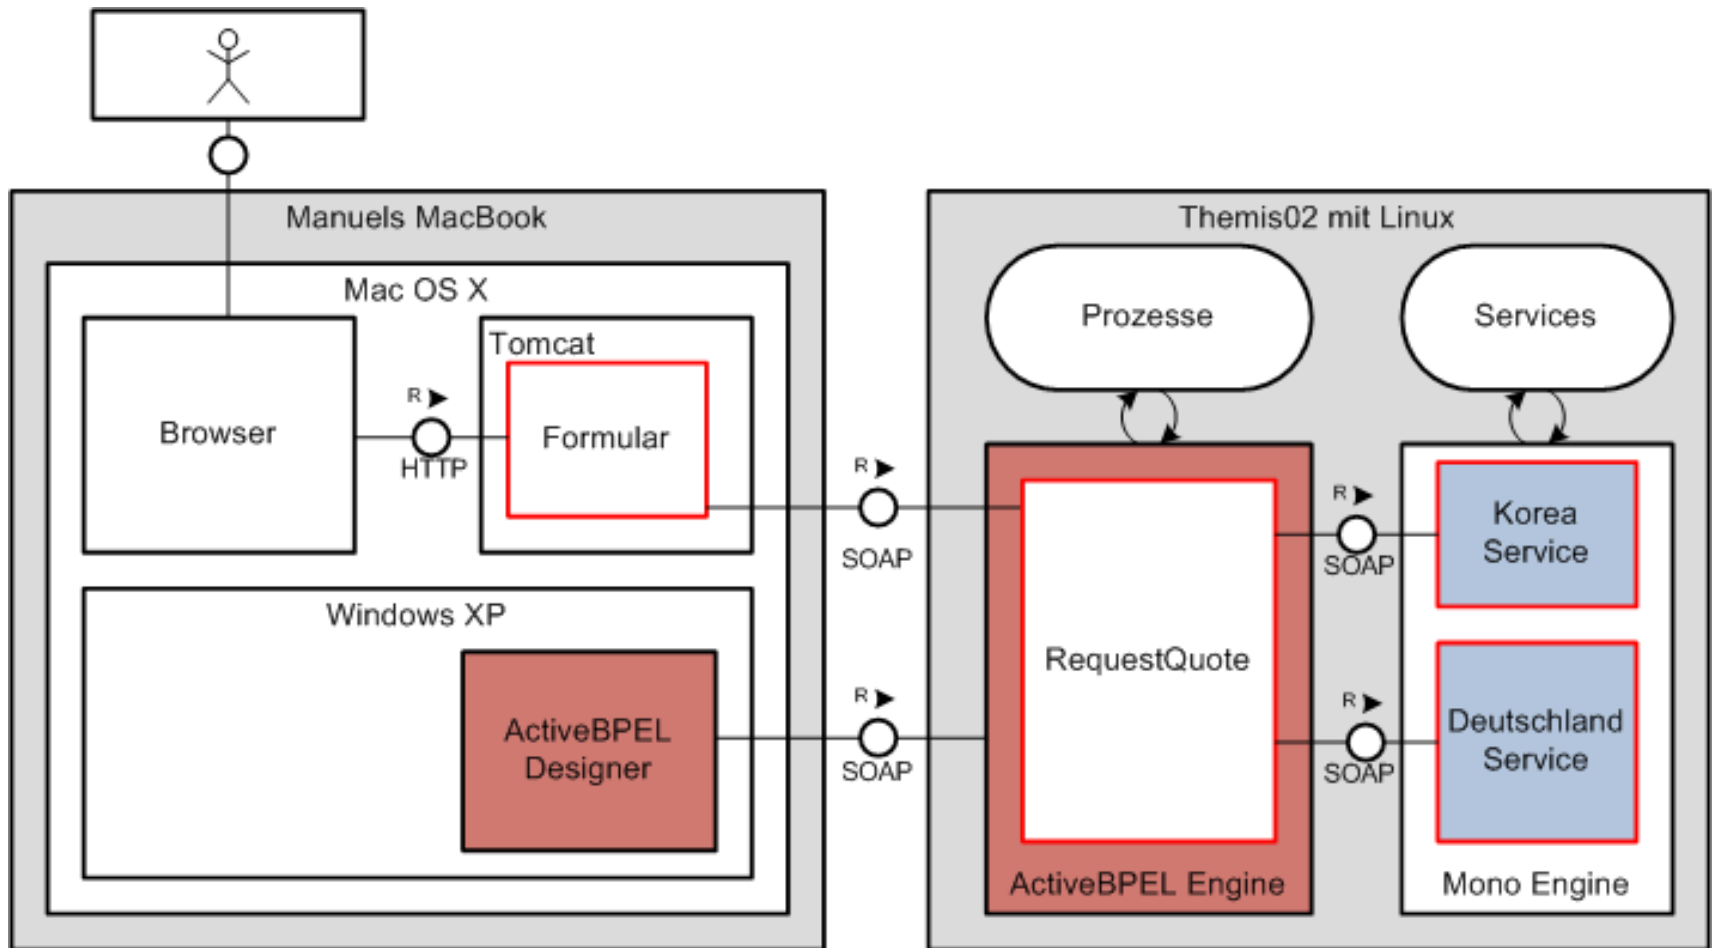 Manuels MacBook
Mac OS X
Browser
R
HTTP
Tomcat
Formular
Windows XP
ActiveBPEL
Designer
R
SOAP
R
SOAP
Themis02 mit Linux
Prozesse
Services
RequestQuote
ActiveBPEL Engine
R
SOAP
R
SOAP
Korea
Service
Deutschland
Service
Mono Engine